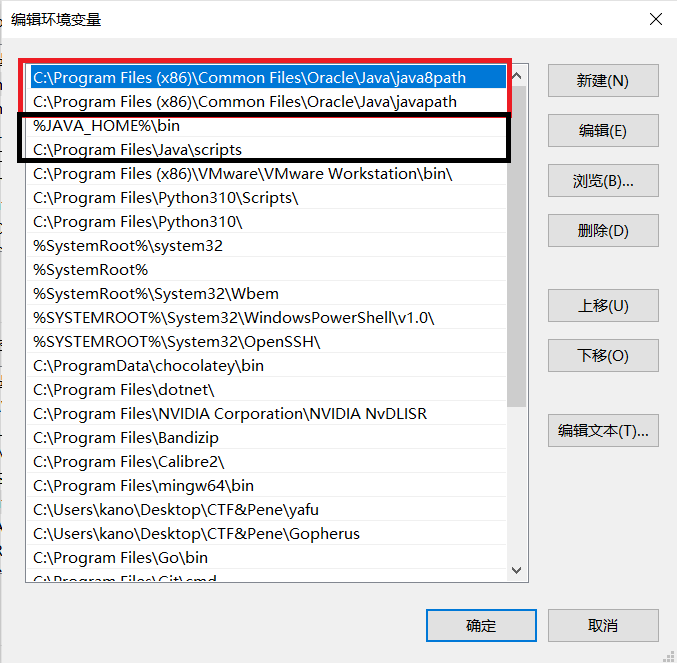 编辑环境变量
C:\Program Files (x86)\Common Files\Oracle\Java\java8path
C:\Program Files (x86)\Common Files\Oracle\Java\javapath
%JAVA_HOME%\bin
C:\Program Files\Java\scripts
C:\Program Files (x86)\VMware\VMware Workstation\bin\
C:\Program Files\Python310\Scripts\
C:\Program Files\Python310\
%SystemRoot%\system32
%SystemRoot%
%SystemRoot%\System32\Wbem
%SYSTEMROOT%\System32\WindowsPowerShell\v1.0\
%SYSTEMROOT%\System32\OpenSSH\
C:\ProgramData\chocolatey\bin
C:\Program Files\dotnet\
C:\Program Files\NVIDIA Corporation\NVIDIA NvDLISR
C:\Program Files\Bandizip
C:\Program Files\Calibre2\
C:\Program Files\mingw64\bin
C:\Users\kano\Desktop\CTF&Pene\yafu
C:\Users\kano\Desktop\CTF&Pene\Gopherus
C:\Program Files\Go\bin
C:\Program Files\Git\cmd
新建(N)
编辑(E)
浏览(B)...
删除(D)
上移(U)
下移(O)
编辑文本(T)...
确定
取消